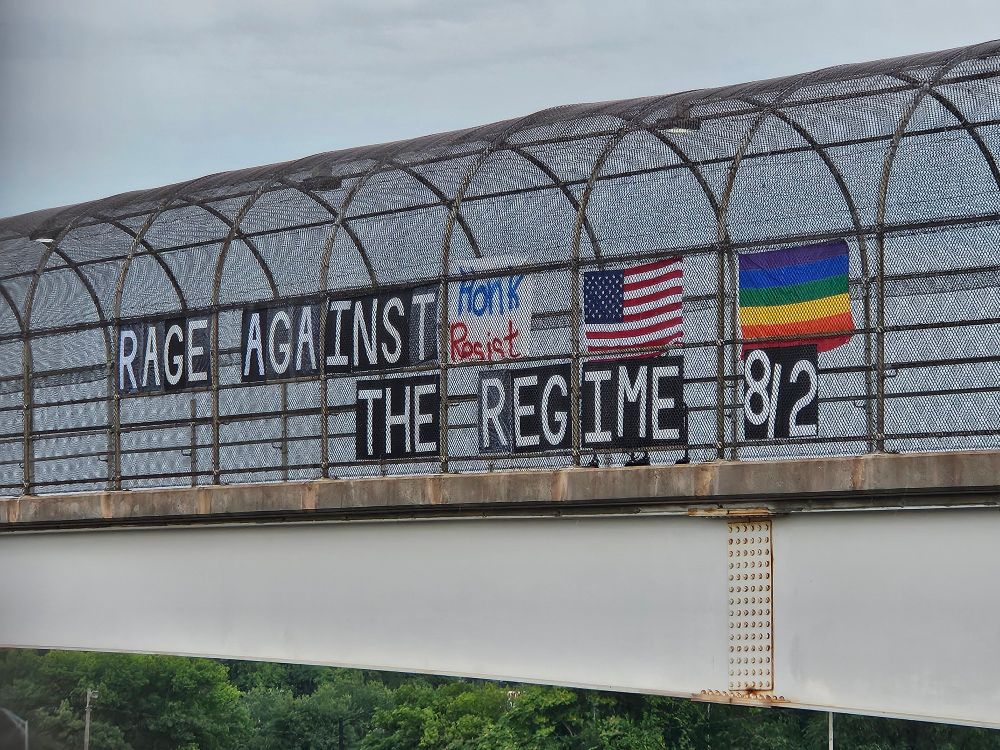 RAGE AGAINST
Honk
Resist
THE REGIME 8/2